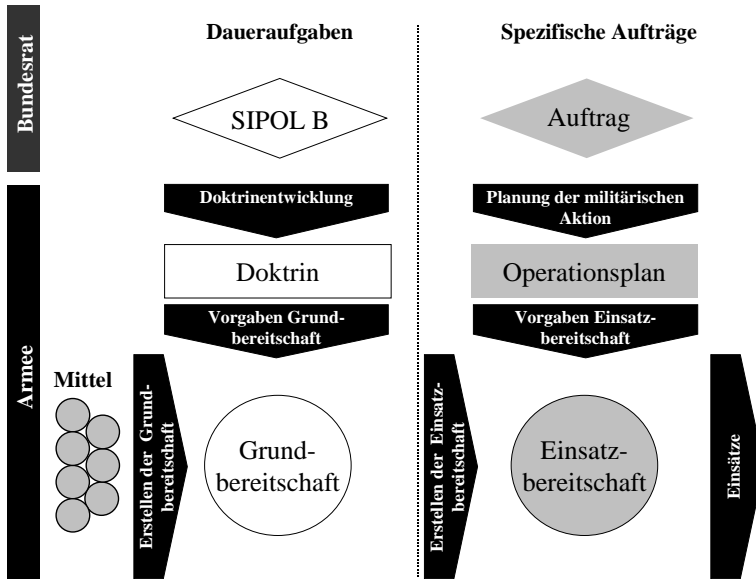 Bundesrat
Daueraufgaben
Spezifische Aufträge
SIPOL B
Auftrag
Armee
Doktrinentwicklung
Planung der militärischen
Aktion
Doktrin
Operationsplan
Vorgaben Grund-
bereitschaft
Vorgaben Einsatz-
bereitschaft
Mittel
Erstellen der Grund-
bereitschaft
Grund-
bereitschaft
Erstellen der Einsatz-
bereitschaft
Einsatz-
bereitschaft
Einsätze